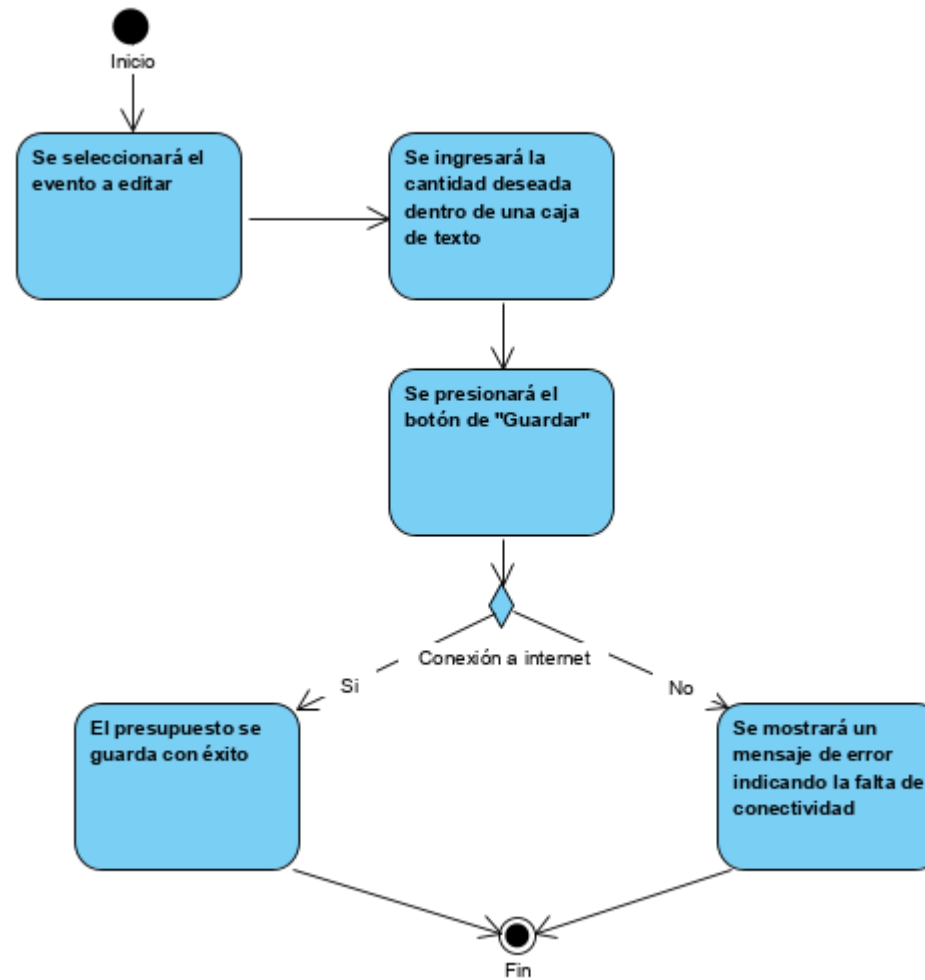 Inicio
Se seleccionará el
evento a editar
Se ingresará la
cantidad deseada
dentro de una caja
de texto
Se presionará el
botón de "Guardar"
Conexión a internet
Si
No
El presupuesto se
guarda con éxito
Se mostrará un
mensaje de error
indicando la falta de
conectividad
Fin